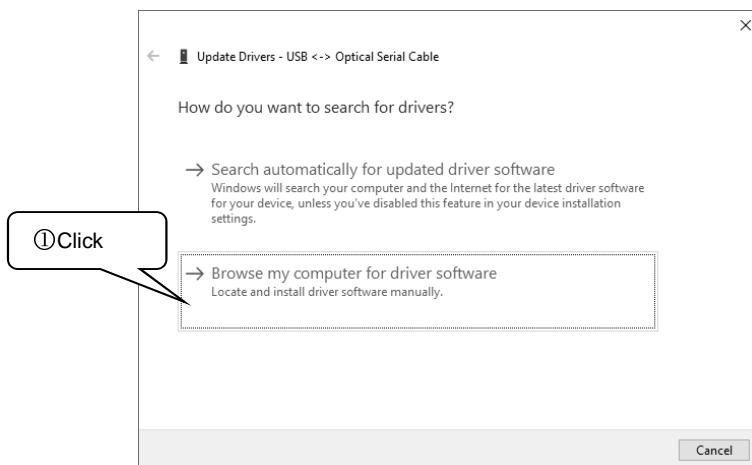 Update Drivers - USB <-> Optical Serial Cable
How do you want to search for drivers?
→ Search automatically for updated driver software
Windows will search your computer and the Internet for the latest driver software
for your device, unless you've disabled this feature in your device installation
settings.
①Click
→ Browse my computer for driver software
Locate and install driver software manually.
Cancel